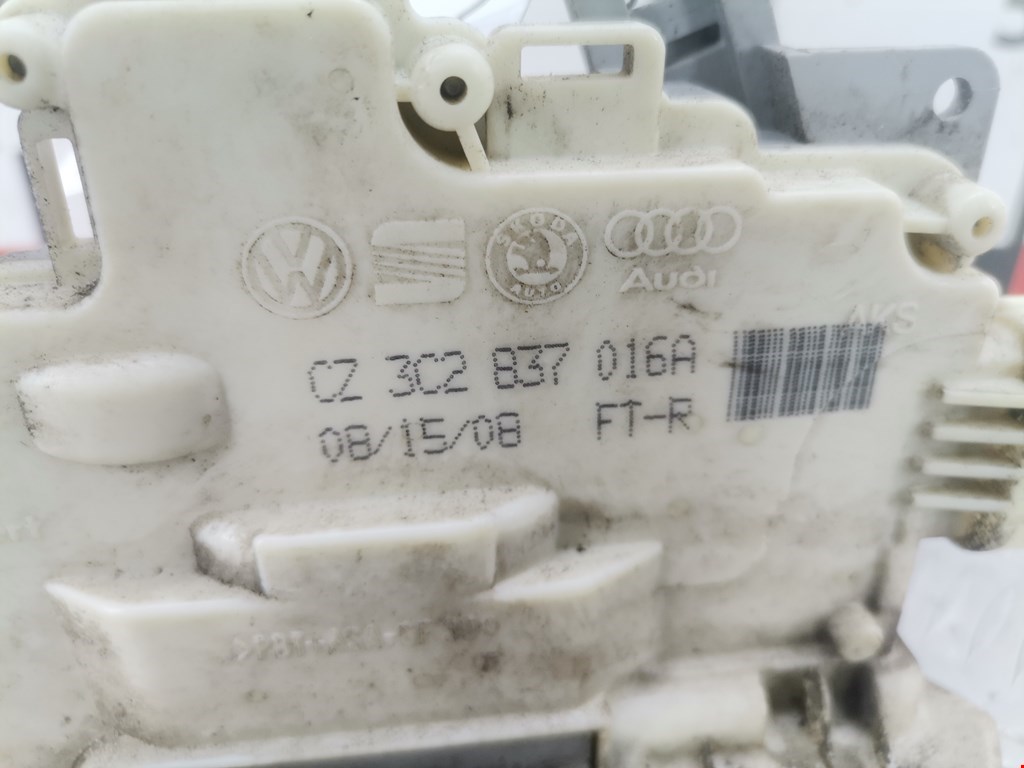 SKODA
AUTO
Audi
AKS
CZ 3C2 837 016A
08/15/08 FT-R